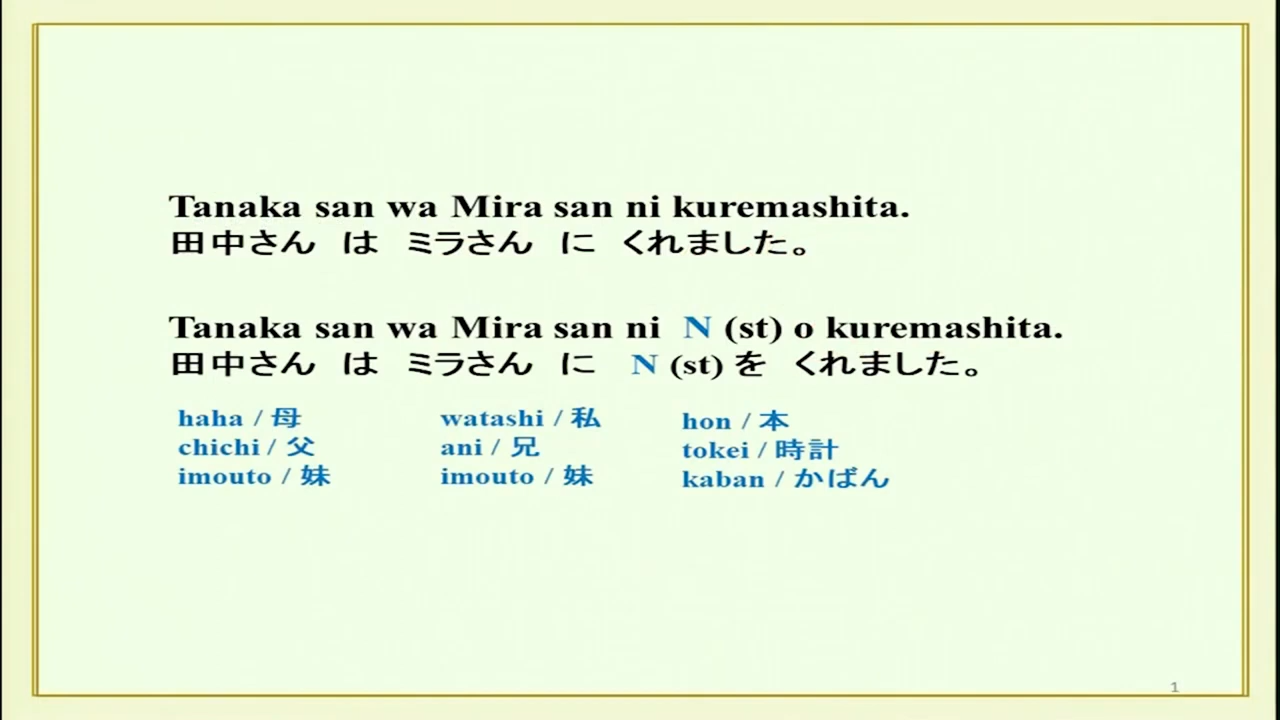 Tanaka san wa Mira san ni kuremashita.
田中さん は ミラさん に くれました。
Tanaka san wa Mira san ni N (st) o kuremashita.
田中さん は ミラさん に N (st) を くれました。
haha / 母 watashi / 私 hon / 本
chichi / 父 ani / 兄 tokei / 時計
imouto / 妹 imouto / 妹 kaban / かばん
1